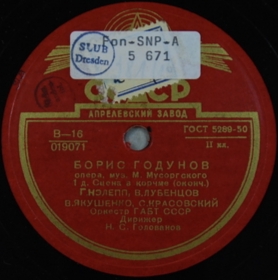 SLUB
Dresden
Fon-SNP-A
5 671
СССР
АПРЕЛЕВСКИЙ ЗАВОД
В—16
019071
ГОСТ 5289-50
II кл.
БОРИС ГОДУНОВ
опера, муз. М. Мусоргского
1 д. Сцена в корчме (оконч.)
Г. НЭЛЕПП, В. ЛУБЕНЦОВ
В. ЯКУШЕНКО, С. КРАСОВСКИЙ
Оркестр ГАБТ СССР
Дирижер
Н. С. Голованов